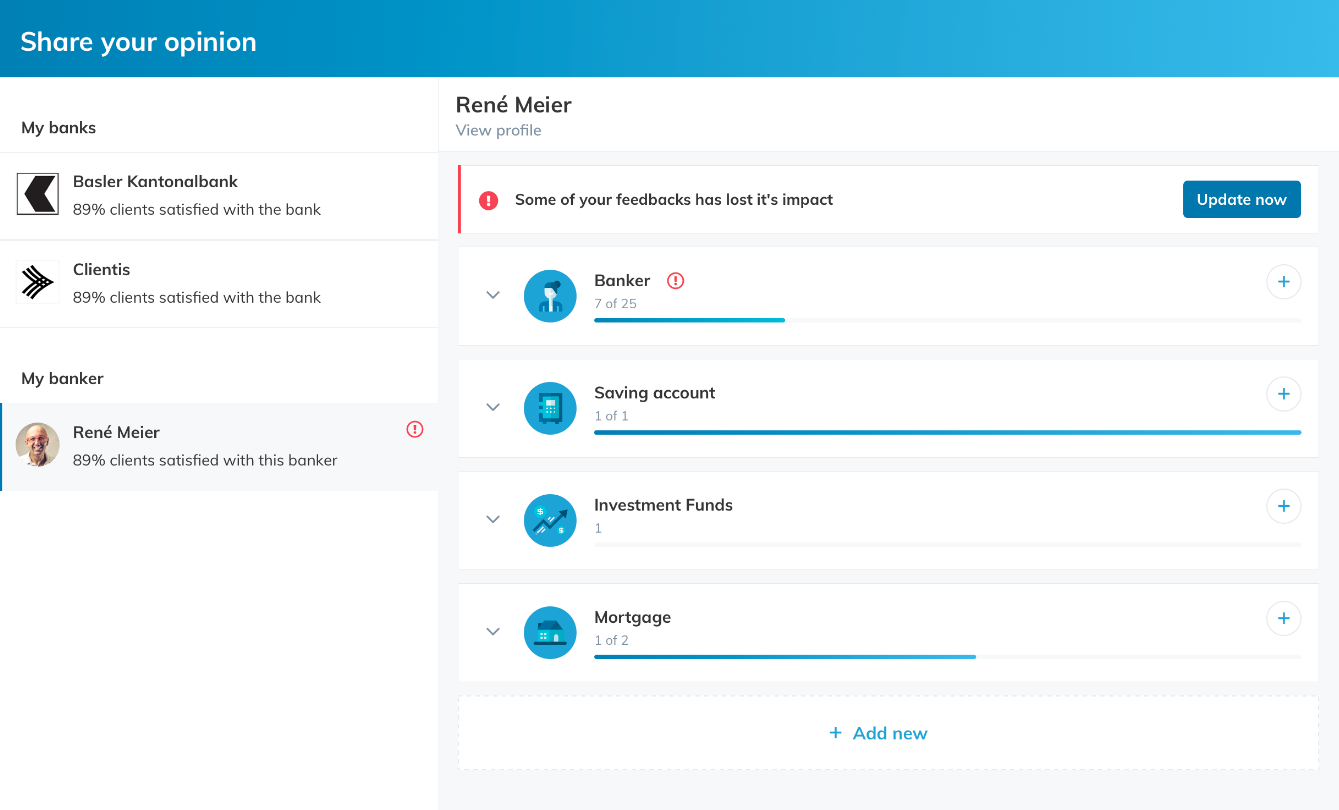 Share your opinion
My banks
Basler Kantonalbank
89% clients satisfied with the bank
Clientis
89% clients satisfied with the bank
My banker
René Meier
89% clients satisfied with this banker
René Meier
View profile
Some of your feedbacks has lost it's impact
Update now
Banker
7 of 25
Saving account
1 of 1
Investment Funds
1
Mortgage
1 of 2
+ Add new